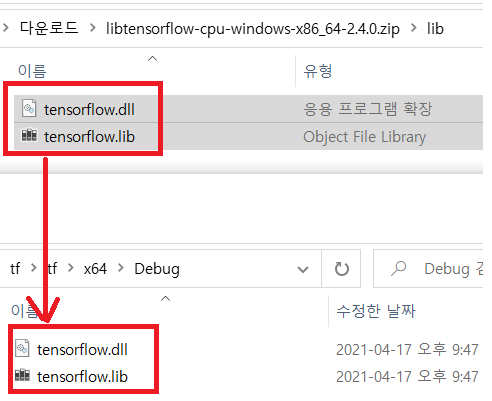 다운로드 > libtensorflow-cpu-windows-x86_64-2.4.0.zip > lib
이름 유형
tensorflow.dll 응용 프로그램 확장
tensorflow.lib Object File Library
tf > tf > x64 > Debug Debug
이름 수정한 날짜
tensorflow.dll 2021-04-17 오후 9:47
tensorflow.lib 2021-04-17 오후 9:47